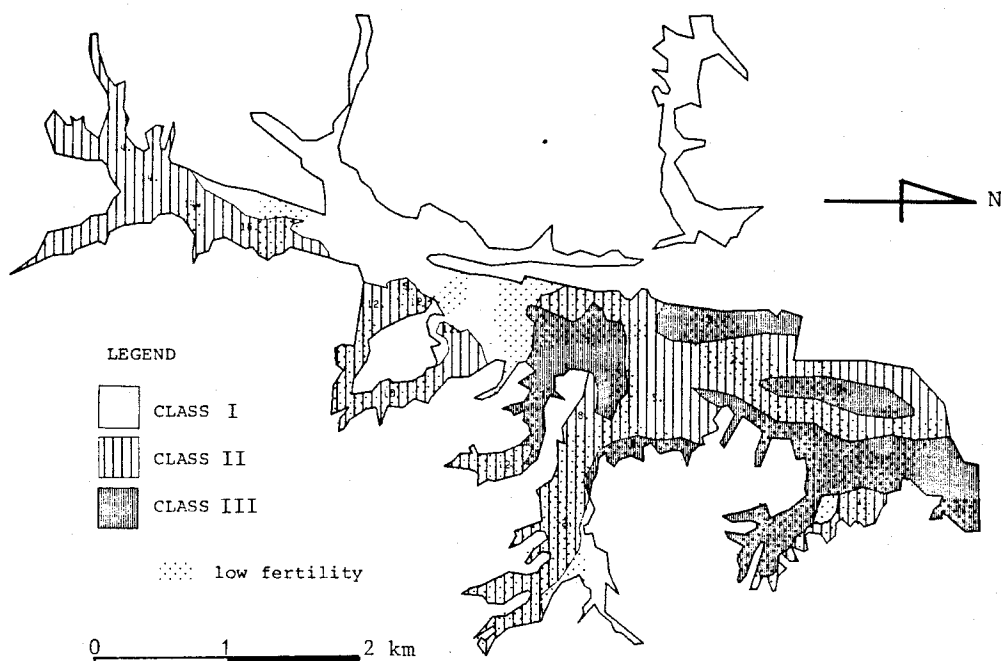 N
LEGEND
CLASS I
CLASS II
CLASS III
low fertility
0 1 2 km